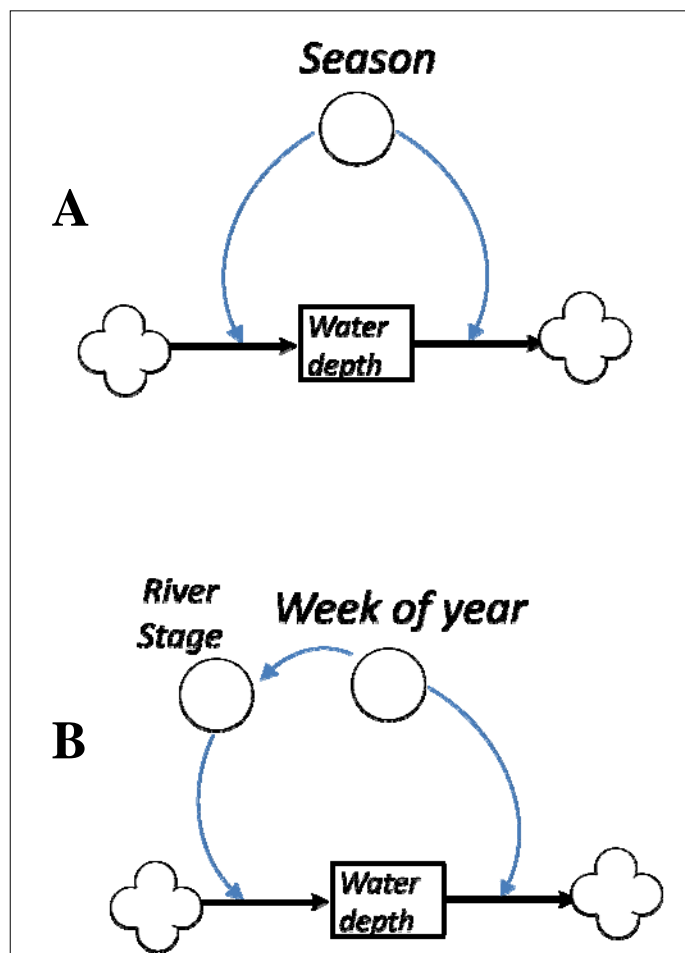 Season
A
Water
depth
River
Stage
Week of year
B
Water
depth